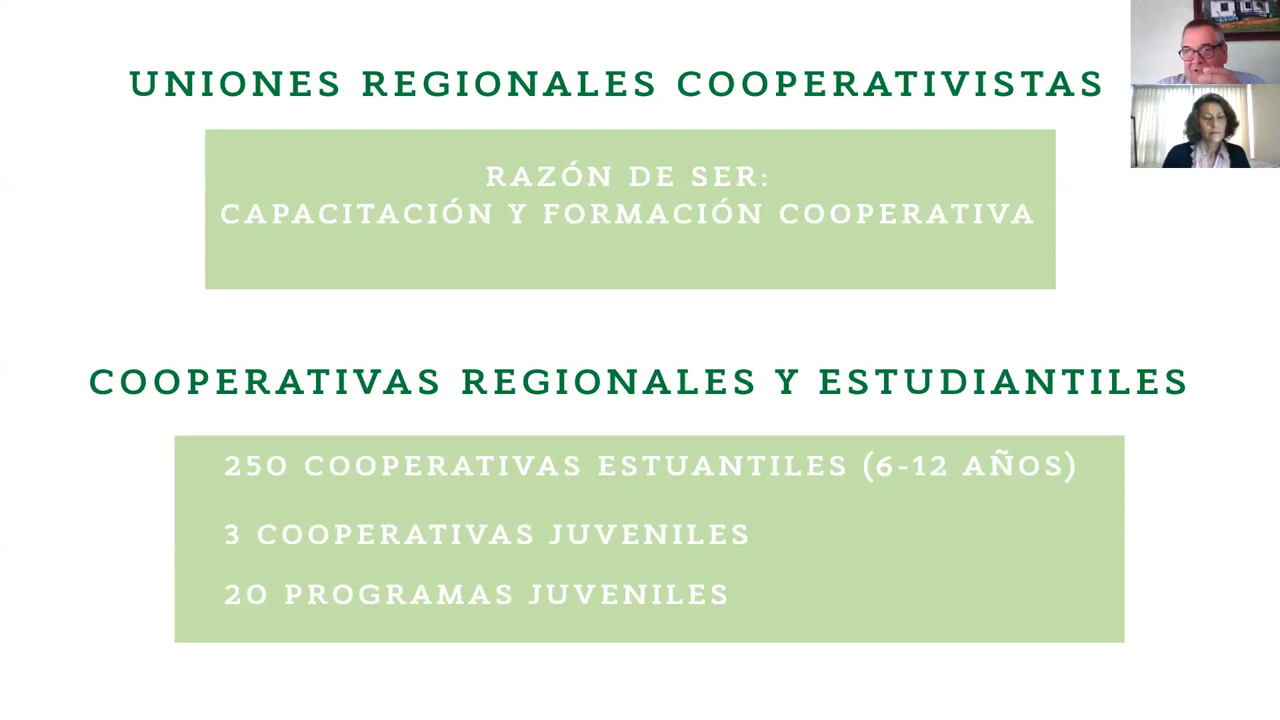 UNIONES REGIONALES COOPERATIVISTAS
RAZÓN DE SER:
CAPACITACIÓN Y FORMACIÓN COOPERATIVA
COOPERATIVAS REGIONALES Y ESTUDIANTILES
250 COOPERATIVAS ESTUANTILES (6-12 AÑOS)
3 COOPERATIVAS JUVENILES
20 PROGRAMAS JUVENILES